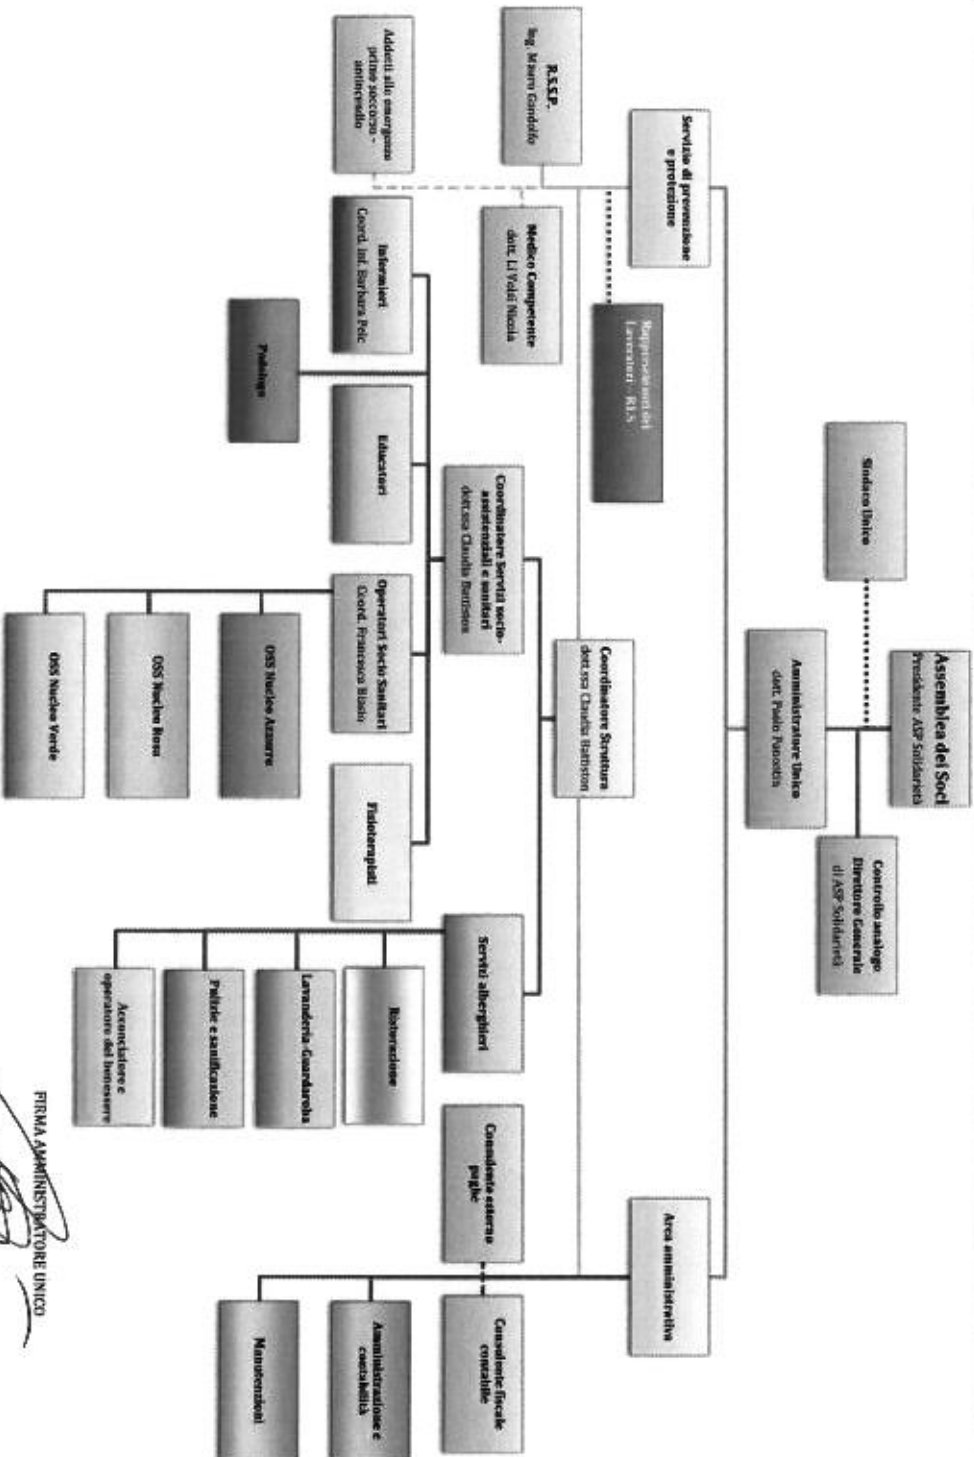 Assemblea dei Soci
Presidente ASP Solidarietà
Sindaco Unico
Controllo analogo
Direttore Generale
di ASP Solidarietà
Amministratore Unico
dott. Paolo
Servizio di prevenzione
e protezione
R.S.S.P.
Ing. Mauro Gandolfo
Rappresentanti dei
Lavoratori - RLS
Medico Competente
dott. Li Volsi Nicola
Addetti alle emergenze
primo soccorso -
antincendio
Coordinatore Struttura
dott.ssa Claudia Battiston
Coordinatore Servizi socio-
assistenziali e sanitari
dott.ssa Claudia Battiston
Infermieri
Coord. Inf. Barbara Peic
Podologo
Educatori
Operatori Socio Sanitari
Coord. Francesca Biasio
OSS Nucleo Azzurro
OSS Nucleo Rosa
OSS Nucleo Verde
Fisioterapisti
Servizi alberghieri
Ristorazione
Lavanderia-Guardaroba
Pulizie e sanificazione
Acconciatore e
operatore del benessere
Area amministrativa
Consulente esterno
paghe
Consulente fiscale
contabile
Amministrazione e
contabilità
Manutenzioni
FIRMA AMMINISTRATORE UNICO